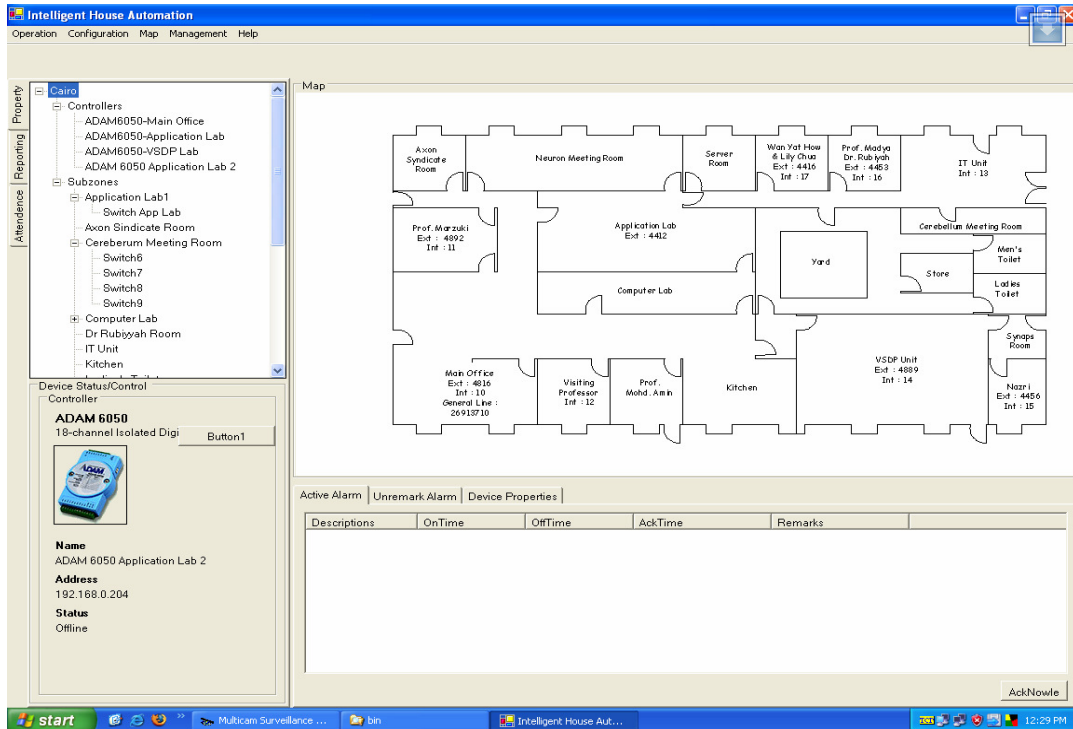 Intelligent House Automation
Operation Configuration Map Management Help
Property
Reporting
Attendence
Cairo
Controllers
ADAM6050-Main Office
ADAM6050-Application Lab
ADAM6050-VSDP Lab
ADAM 6050 Application Lab 2
Subzones
Application Lab1
Switch App Lab
Axon Sindicate Room
Cereberum Meeting Room
Switch6
Switch7
Switch8
Switch9
Computer Lab
Dr Rubiyyah Room
IT Unit
Kitchen
Device Status/Control
Controller
ADAM 6050
18-channel Isolated Digi
Button1
ADAM
Name
ADAM 6050 Application Lab 2
Address
192.168.0.204
Status
Offline
Map
Axon
Syndicate
Room
Neuron Meeting Room
Server
Room
Wan Yat How
& Lily Chua
Ext : 4416
Int : 17
Prof. Madya
Dr. Rubiyah
Ext : 4453
Int : 16
IT Unit
Int : 13
Prof. Marzuki
Ext : 4892
Int : 11
Application Lab
Ext : 4412
Cerebellum Meeting Room
Yard
Men's
Toilet
Store
Ladies
Toilet
Computer Lab
Synaps
Room
Main Office
Ext : 4816
Int : 10
General Line :
26913710
Visiting
Professor
Int : 12
Prof.
Mohd. Amin
Kitchen
VSDP Unit
Ext : 4889
Int : 14
Nazri
Ext : 4456
Int : 15
Active Alarm Unremark Alarm Device Properties
Descriptions OnTime OffTime AckTime Remarks
AckNowle
start Multicam Surveillance ... bin Intelligent House Aut... 12:29 PM